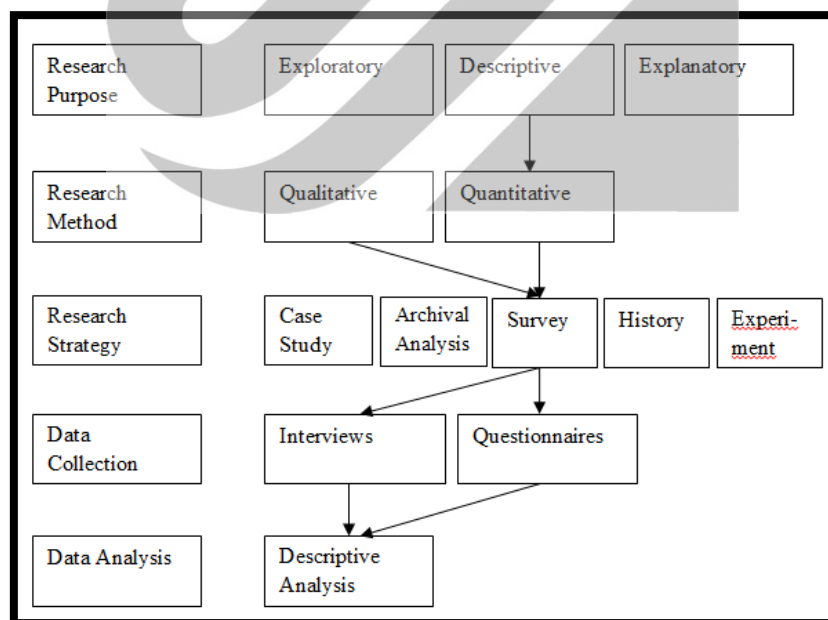 Research
Purpose
Exploratory
Descriptive
Explanatory
Research
Method
Qualitative
Quantitative
Research
Strategy
Case
Study
Archival
Analysis
Survey
History
Experi-
ment
Data
Collection
Interviews
Questionnaires
Data Analysis
Descriptive
Analysis